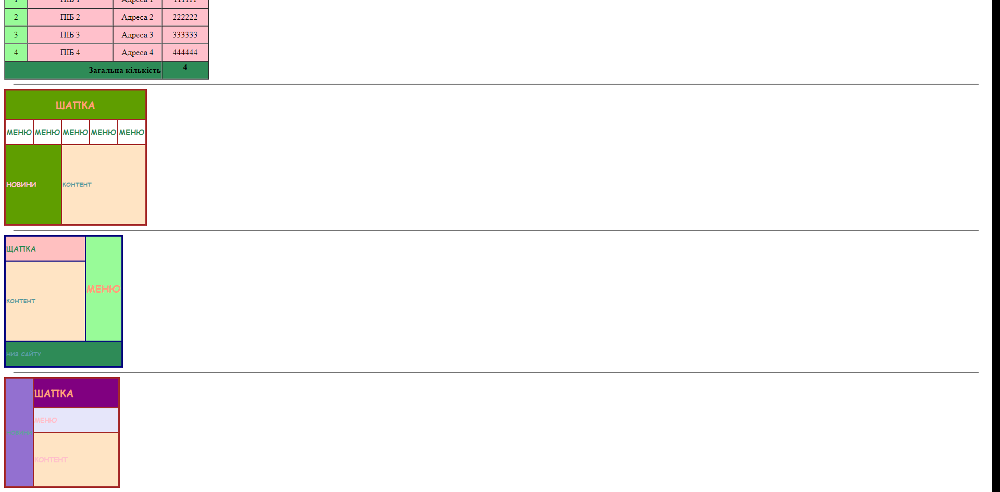 1 ПІБ 1 Адреса 1 111111
2 ПІБ 2 Адреса 2 222222
3 ПІБ 3 Адреса 3 333333
4 ПІБ 4 Адреса 4 444444
Загальна кількість 4
ШАПКА
МЕНЮ МЕНЮ МЕНЮ МЕНЮ МЕНЮ
НОВИНИ КОНТЕНТ
ЩАПКА
МЕНЮ
КОНТЕНТ
НИЗ САЙТУ
ШАПКА
МЕНЮ
НОВИНИ
КОНТЕНТ